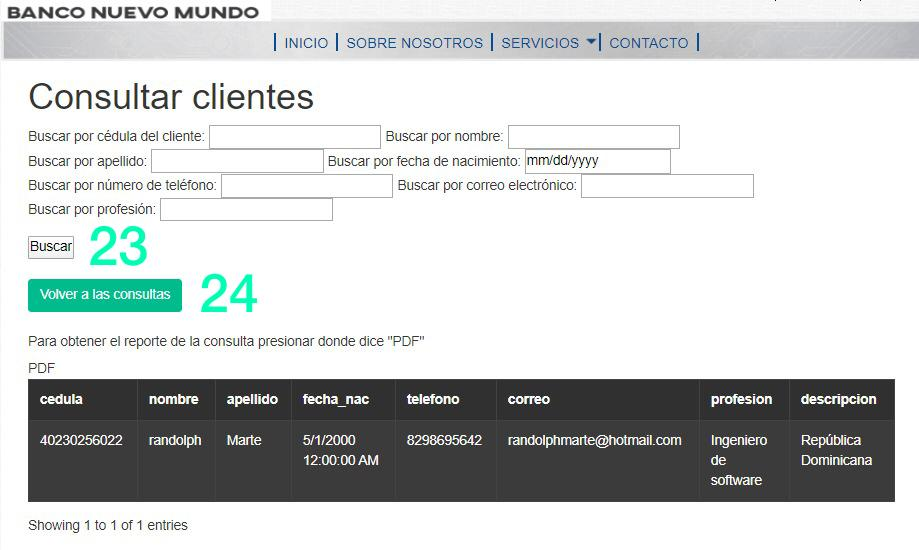 BANCO NUEVO MUNDO
INICIO SOBRE NOSOTROS SERVICIOS CONTACTO
Consultar clientes
Buscar por cédula del cliente: Buscar por nombre:
Buscar por apellido: Buscar por fecha de nacimiento: mm/dd/yyyy
Buscar por número de teléfono: Buscar por correo electrónico:
Buscar por profesión:
Buscar 23
Volver a las consultas 24
Para obtener el reporte de la consulta presionar donde dice "PDF"
PDF
cedula nombre apellido fecha_nac telefono correo profesion descripcion
40230256022 randolph Marte 5/1/2000 8298695642 randolphmarte@hotmail.com Ingeniero República
12:00:00 AM de Dominicana
software
Showing 1 to 1 of 1 entries